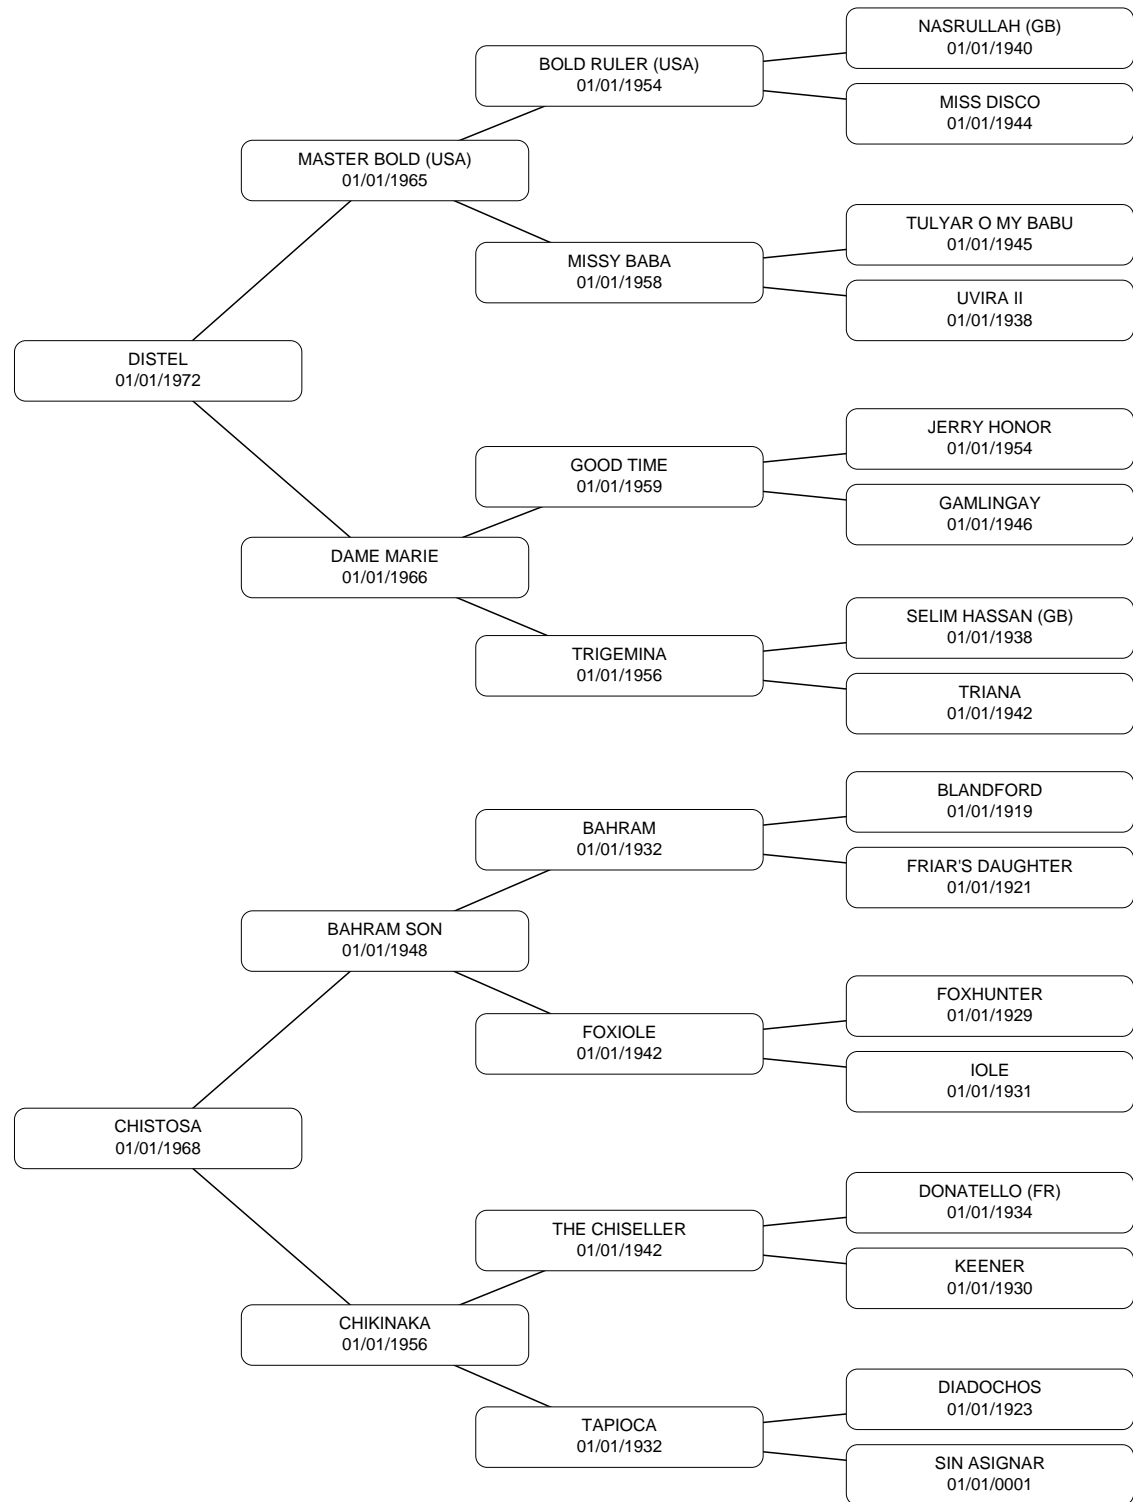 NASRULLAH (GB)
01/01/1940
BOLD RULER (USA)
01/01/1954
MISS DISCO
01/01/1944
MASTER BOLD (USA)
01/01/1965
TULYAR O MY BABU
01/01/1945
MISSY BABA
01/01/1958
UVIRA II
01/01/1938
DISTEL
01/01/1972
JERRY HONOR
01/01/1954
GOOD TIME
01/01/1959
GAMLINGAY
01/01/1946
DAME MARIE
01/01/1966
SELIM HASSAN (GB)
01/01/1938
TRIGEMINA
01/01/1956
TRIANA
01/01/1942
BLANDFORD
01/01/1919
BAHRAM
01/01/1932
FRIAR'S DAUGHTER
01/01/1921
BAHRAM SON
01/01/1948
FOXHUNTER
01/01/1929
FOXIOLE
01/01/1942
IOLE
01/01/1931
CHISTOSA
01/01/1968
DONATELLO (FR)
01/01/1934
THE CHISELLER
01/01/1942
KEENER
01/01/1930
CHIKINAKA
01/01/1956
DIADOCHOS
01/01/1923
TAPIOCA
01/01/1932
SIN ASIGNAR
01/01/0001